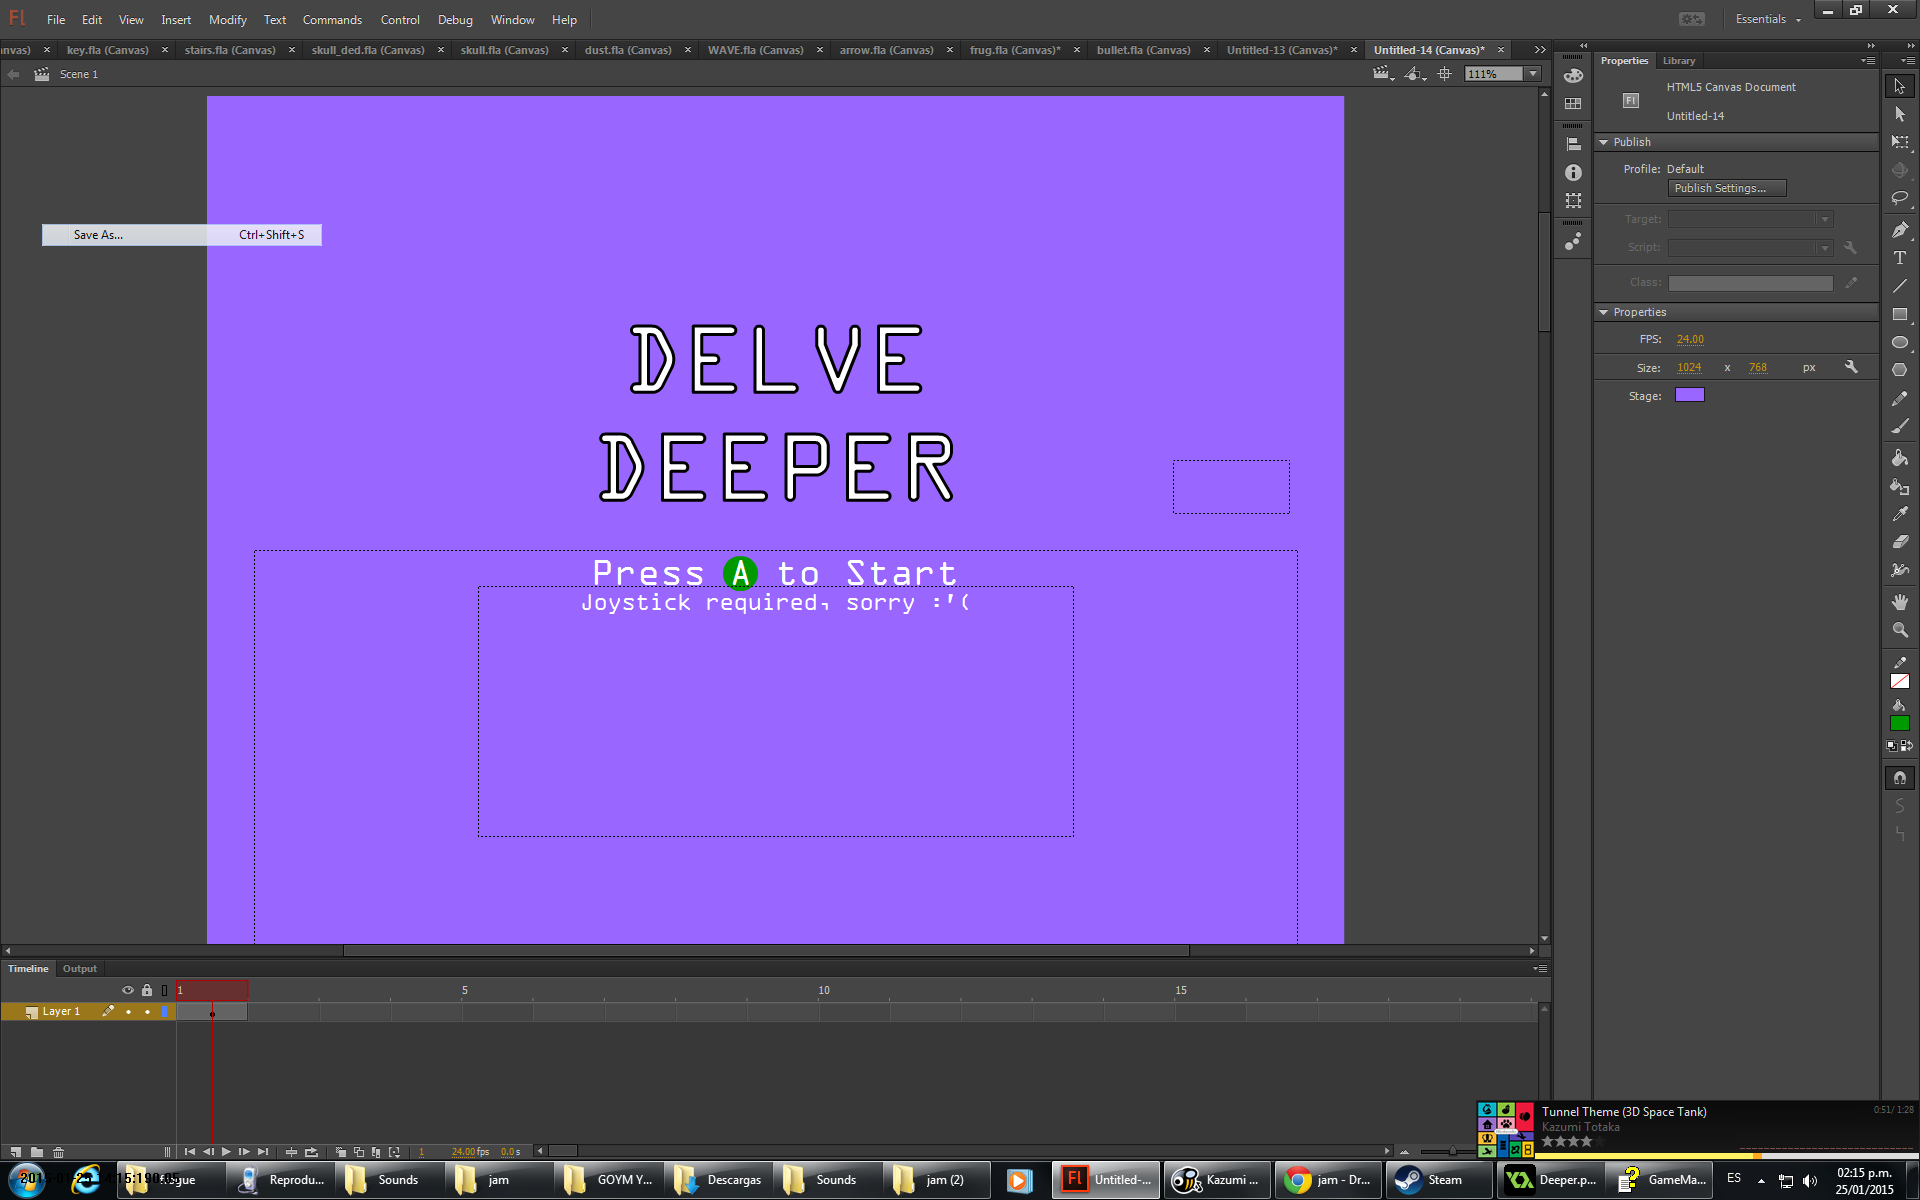 Fl File Edit View Insert Modify Text Commands Control Debug Window Help Essentials
nvas) key.fla (Canvas) stairs.fla (Canvas) skull_ded.fla (Canvas) skull.fla (Canvas) dust.fla (Canvas) WAVE.fla (Canvas) arrow.fla (Canvas) frug.fla (Canvas)* bullet.fla (Canvas) Untitled-13 (Canvas)* Untitled-14 (Canvas)*
Scene 1 111%
Properties Library
HTML5 Canvas Document
Fl
Untitled-14
Publish
Profile: Default
Publish Settings...
Target:
Script:
Class:
Properties
FPS: 24.00
Size: 1024 x 768 px
Stage:
Save As... Ctrl+Shift+S
DELVE
DEEPER
Press A to Start
Joystick required, sorry :'(
Timeline Output
1 5 10 15
Layer 1
1 24.00 fps 0.0 s
Tunnel Theme (3D Space Tank) 0:51/ 1:28
Kazumi Totaka
Reprodu... Sounds jam GOYM Y... Descargas Sounds jam (2) Fl Untitled-... Kazumi ... jam - Dr... Steam Deeper.p... GameMa... ES
02:15 p.m.
25/01/2015